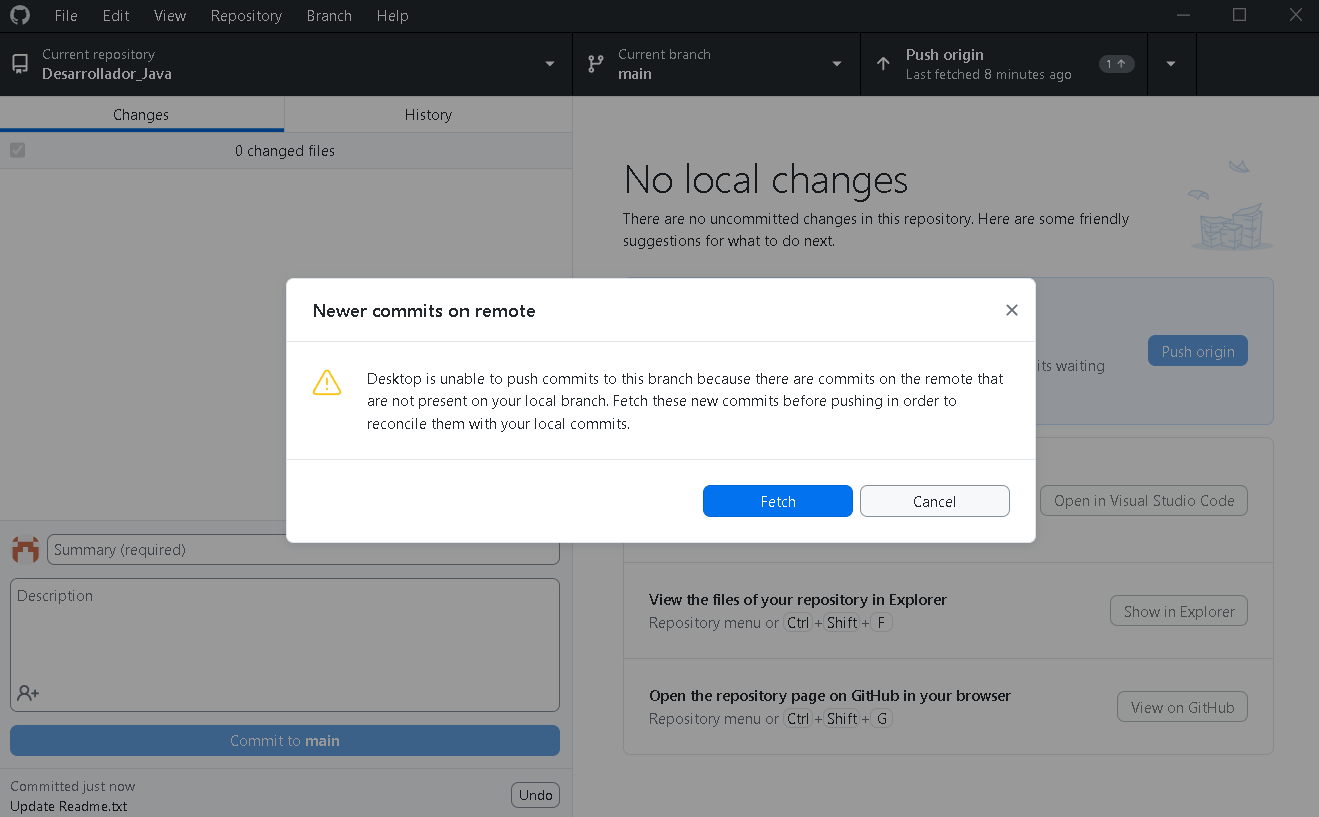 File Edit View Repository Branch Help
Current repository
Desarrollador_Java
Current branch
main
Push origin
Last fetched 8 minutes ago
1
Changes
History
0 changed files
No local changes
There are no uncommitted changes in this repository. Here are some friendly
suggestions for what to do next.
its waiting
Push origin
Newer commits on remote
Desktop is unable to push commits to this branch because there are commits on the remote that
are not present on your local branch. Fetch these new commits before pushing in order to
reconcile them with your local commits.
Fetch
Cancel
Open in Visual Studio Code
View the files of your repository in Explorer
Repository menu or Ctrl + Shift + F
Show in Explorer
Open the repository page on GitHub in your browser
Repository menu or Ctrl + Shift + G
View on GitHub
Summary (required)
Description
Commit to main
Committed just now
Update Readme.txt
Undo